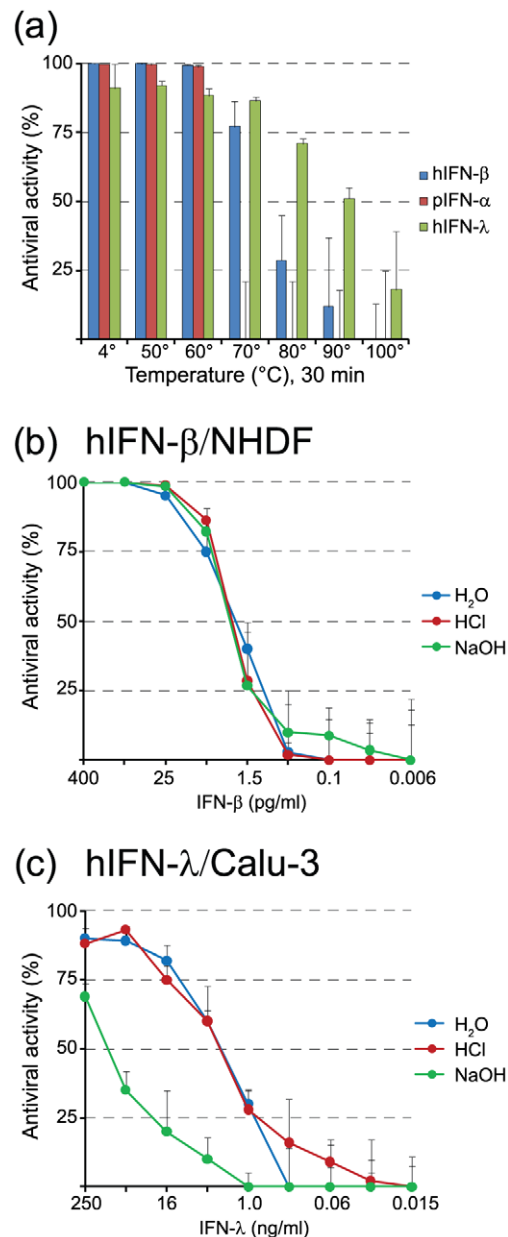 (a)
100
75
50
25
Antiviral activity (%)
hIFN-β
pIFN-α
hIFN-λ
4° 50° 60° 70° 80° 90° 100°
Temperature (°C), 30 min
(b) hIFN-β/NHDF
100
75
50
25
Antiviral activity (%)
H₂O
HCl
NaOH
400 25 1.5 0.1 0.006
IFN-β (pg/ml)
(c) hIFN-λ/Calu-3
100
75
50
25
Antiviral activity (%)
H₂O
HCl
NaOH
250 16 1.0 0.06 0.015
IFN-λ (ng/ml)